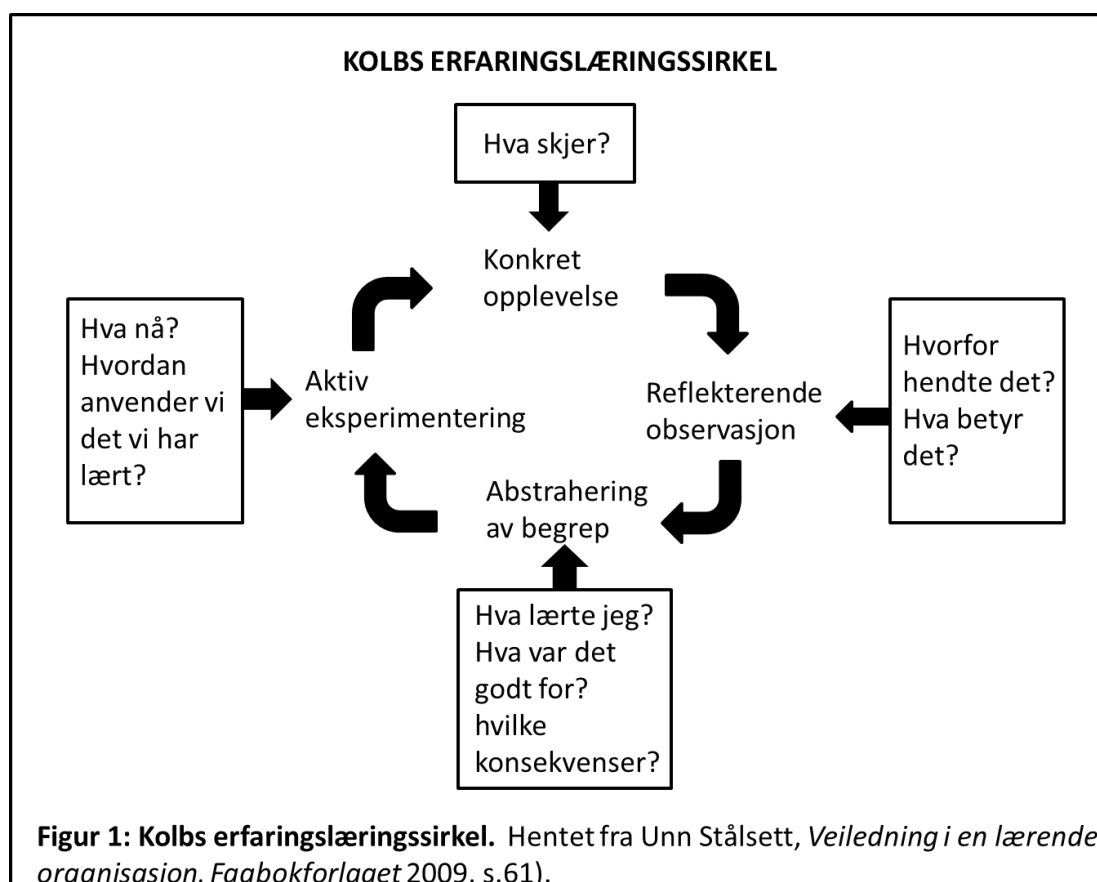 KOLBS ERFARINGSLÆRINGSSIRKEL
Hva skjer?
Konkret
opplevelse
Hva nå?
Hvordan
anvender vi
det vi har
lært?
Aktiv
eksperimentering
Reflekterende
observasjon
Hvorfor
hendte det?
Hva betyr
det?
Abstrahering
av begrep
Hva lærte jeg?
Hva var det
godt for?
hvilke
konsekvenser?
Figur 1: Kolbs erfaringslæringssirkel. Hentet fra Unn Stålsett, Veiledning i en lærende
organisasjon. Fagbokforlaget 2009. s.61).